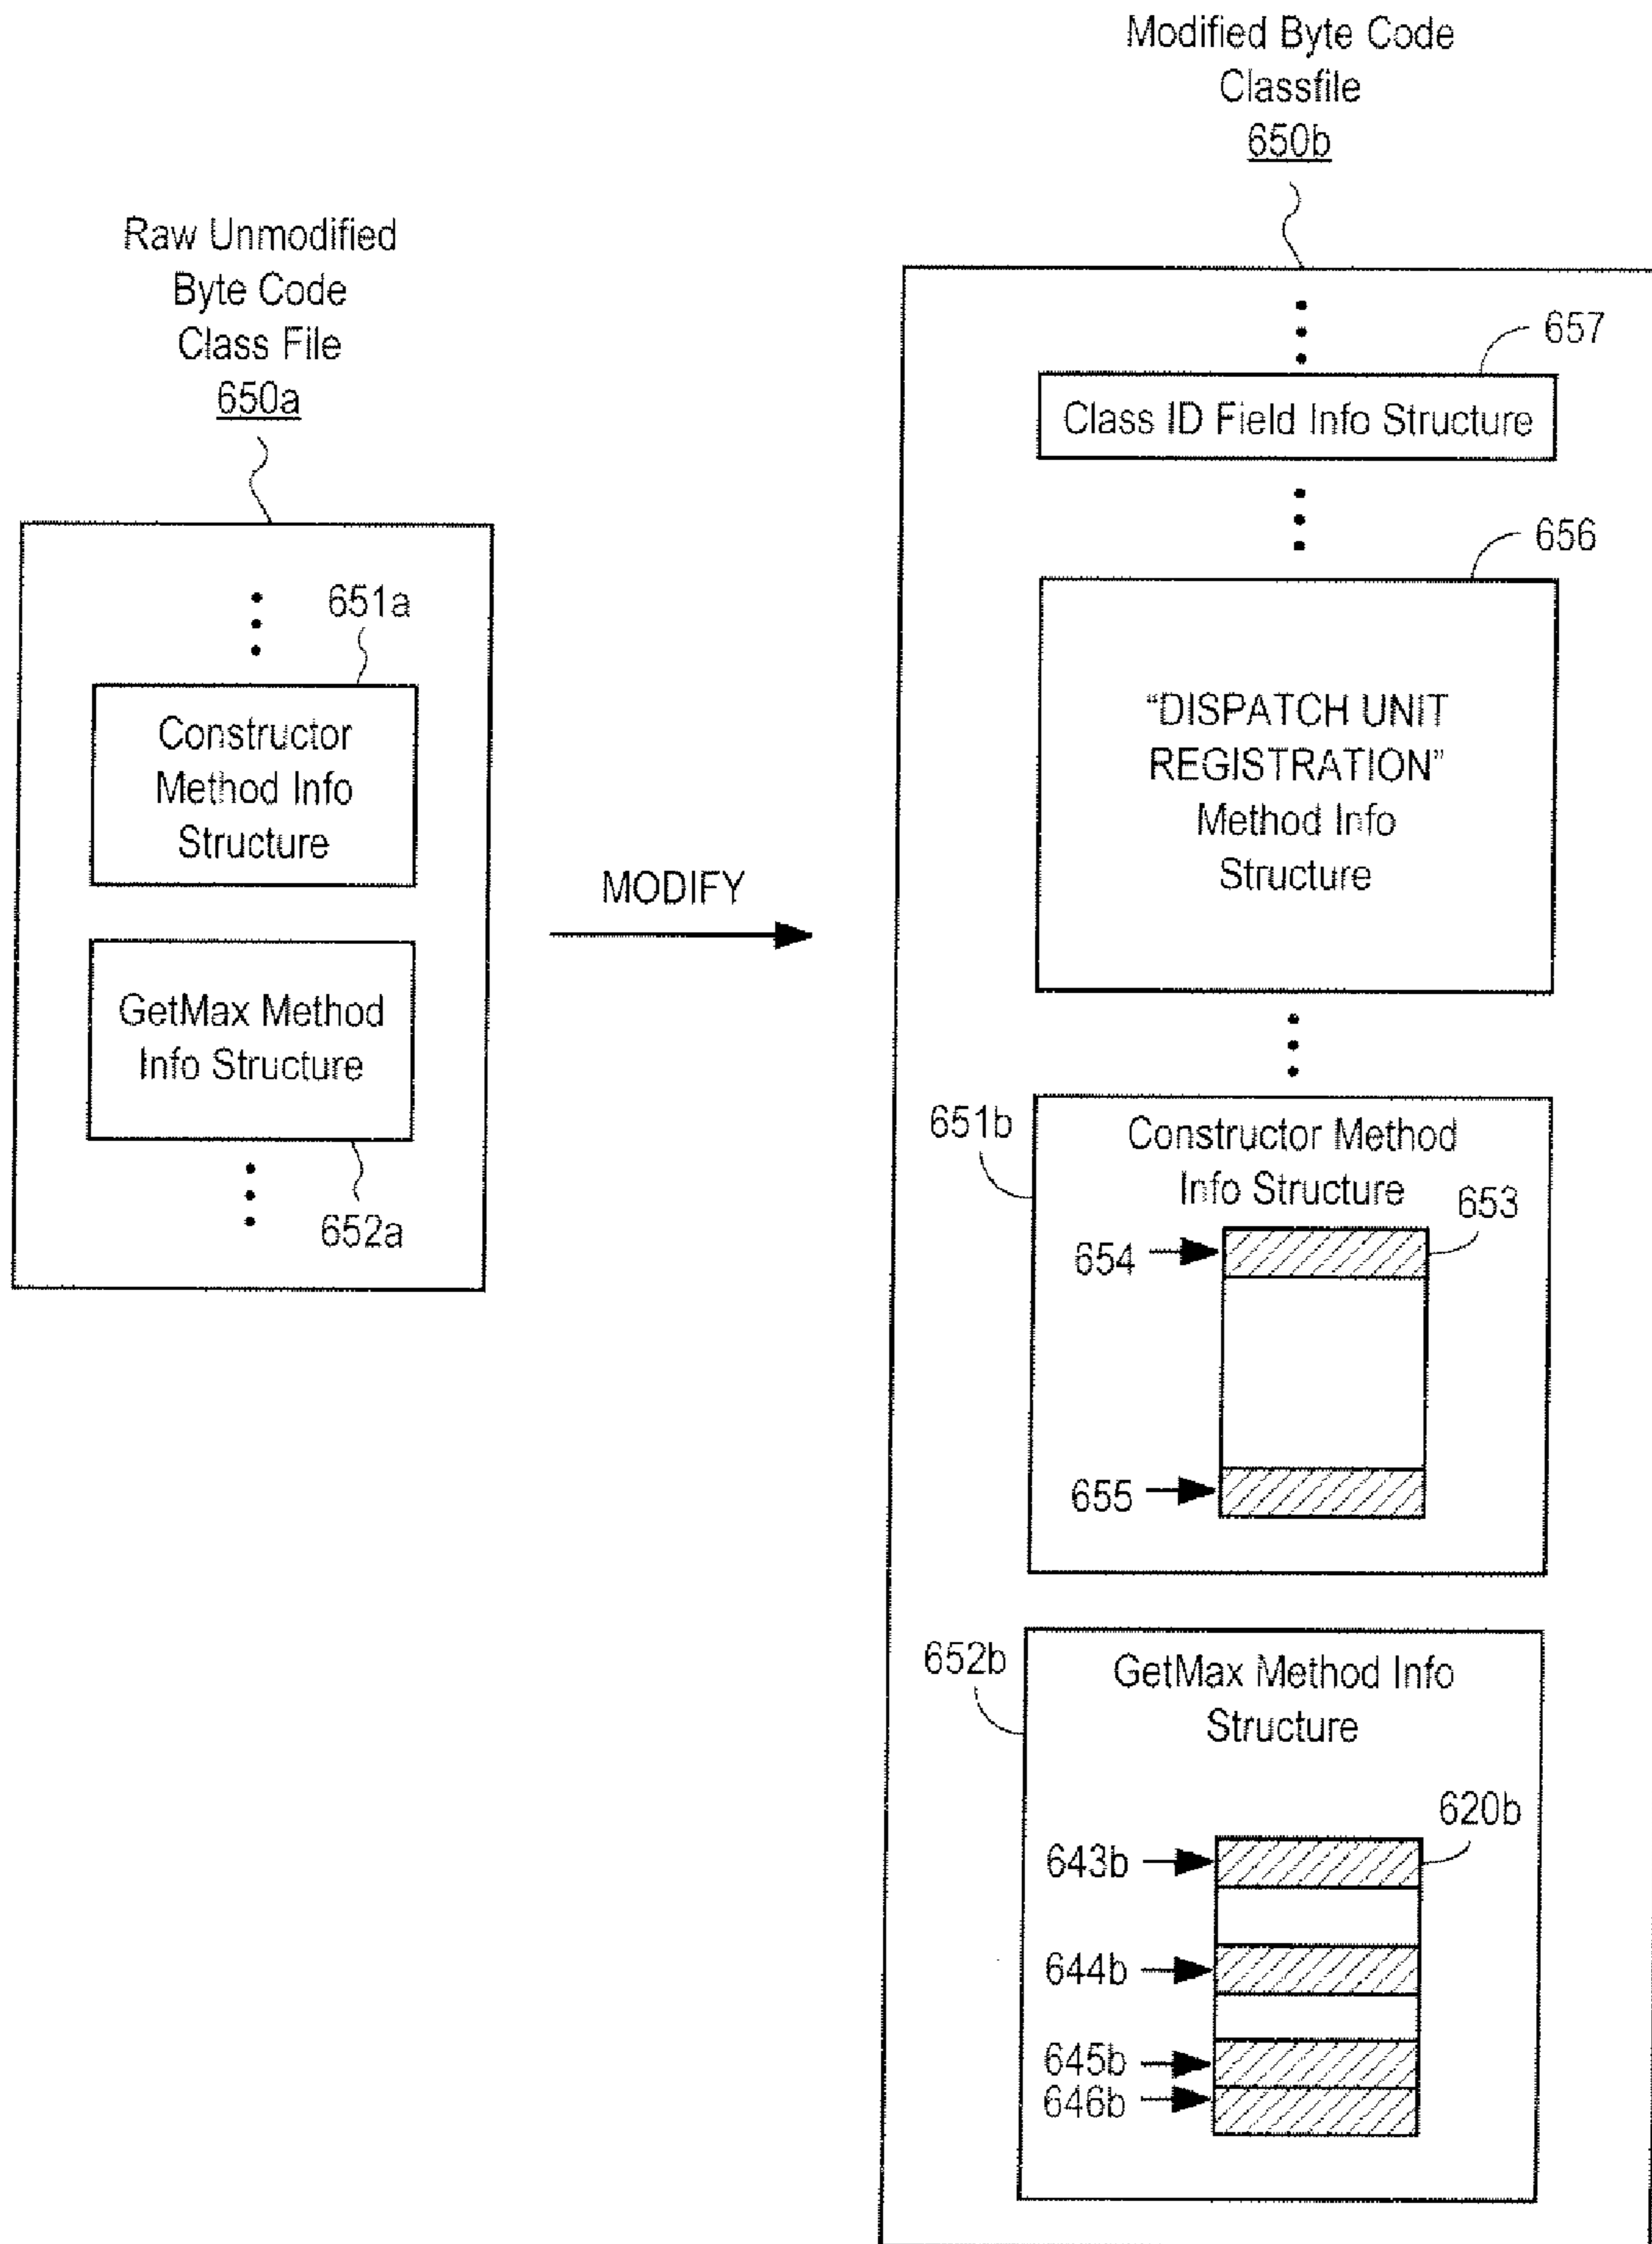 Raw Unmodified
Byte Code
Class File
650a
651a
Constructor
Method Info
Structure
GetMax Method
Info Structure
652a
MODIFY
Modified Byte Code
Classfile
650b
657
Class ID Field Info Structure
656
“DISPATCH UNIT
REGISTRATION”
Method Info
Structure
651b
Constructor Method
Info Structure
653
654
655
652b
GetMax Method Info
Structure
620b
643b
644b
645b
646b